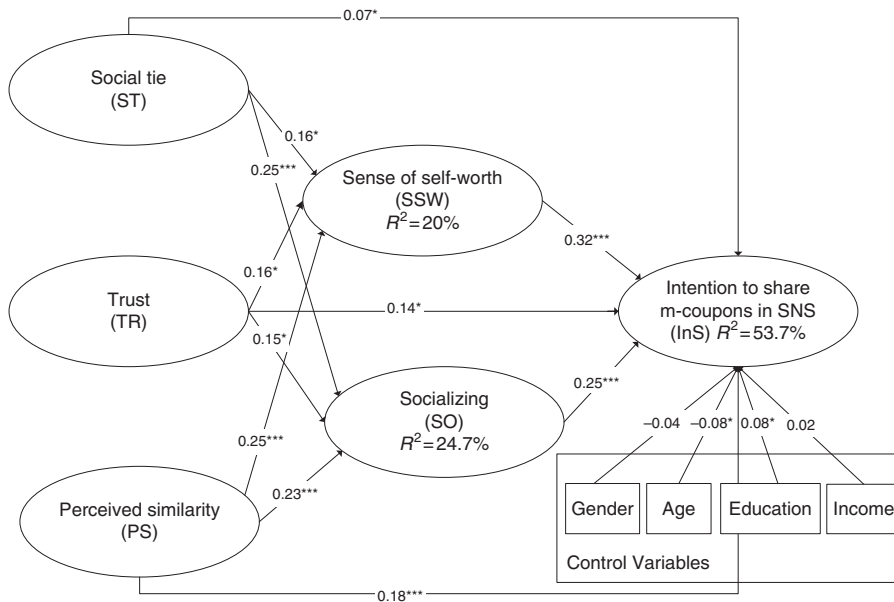 0.07*
Social tie
(ST)
0.16*
0.25***
Sense of self-worth
(SSW)
R²=20%
0.32***
0.16*
Trust
(TR)
0.14*
Intention to share
m-coupons in SNS
(InS) R²=53.7%
0.15*
Socializing
(SO)
R²=24.7%
0.25***
0.25***
0.23***
Perceived similarity
(PS)
–0.04
–0.08*
0.08*
0.02
Gender
Age
Education
Income
Control Variables
0.18***